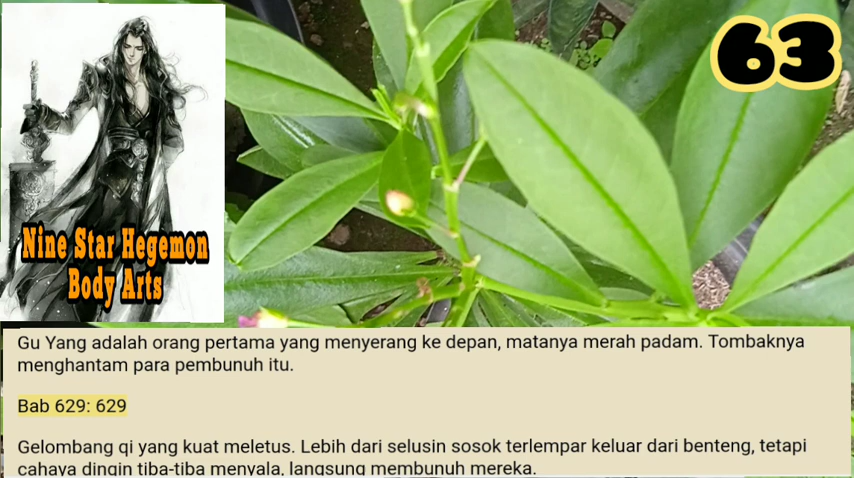 63
Nine Star Hegemon
Body Arts
Gu Yang adalah orang pertama yang menyerang ke depan, matanya merah padam. Tombaknya
menghantam para pembunuh itu.
Bab 629: 629
Gelombang qi yang kuat meletus. Lebih dari selusin sosok terlempar keluar dari benteng, tetapi
cahaya dingin tiba-tiba menyala, langsung membunuh mereka.